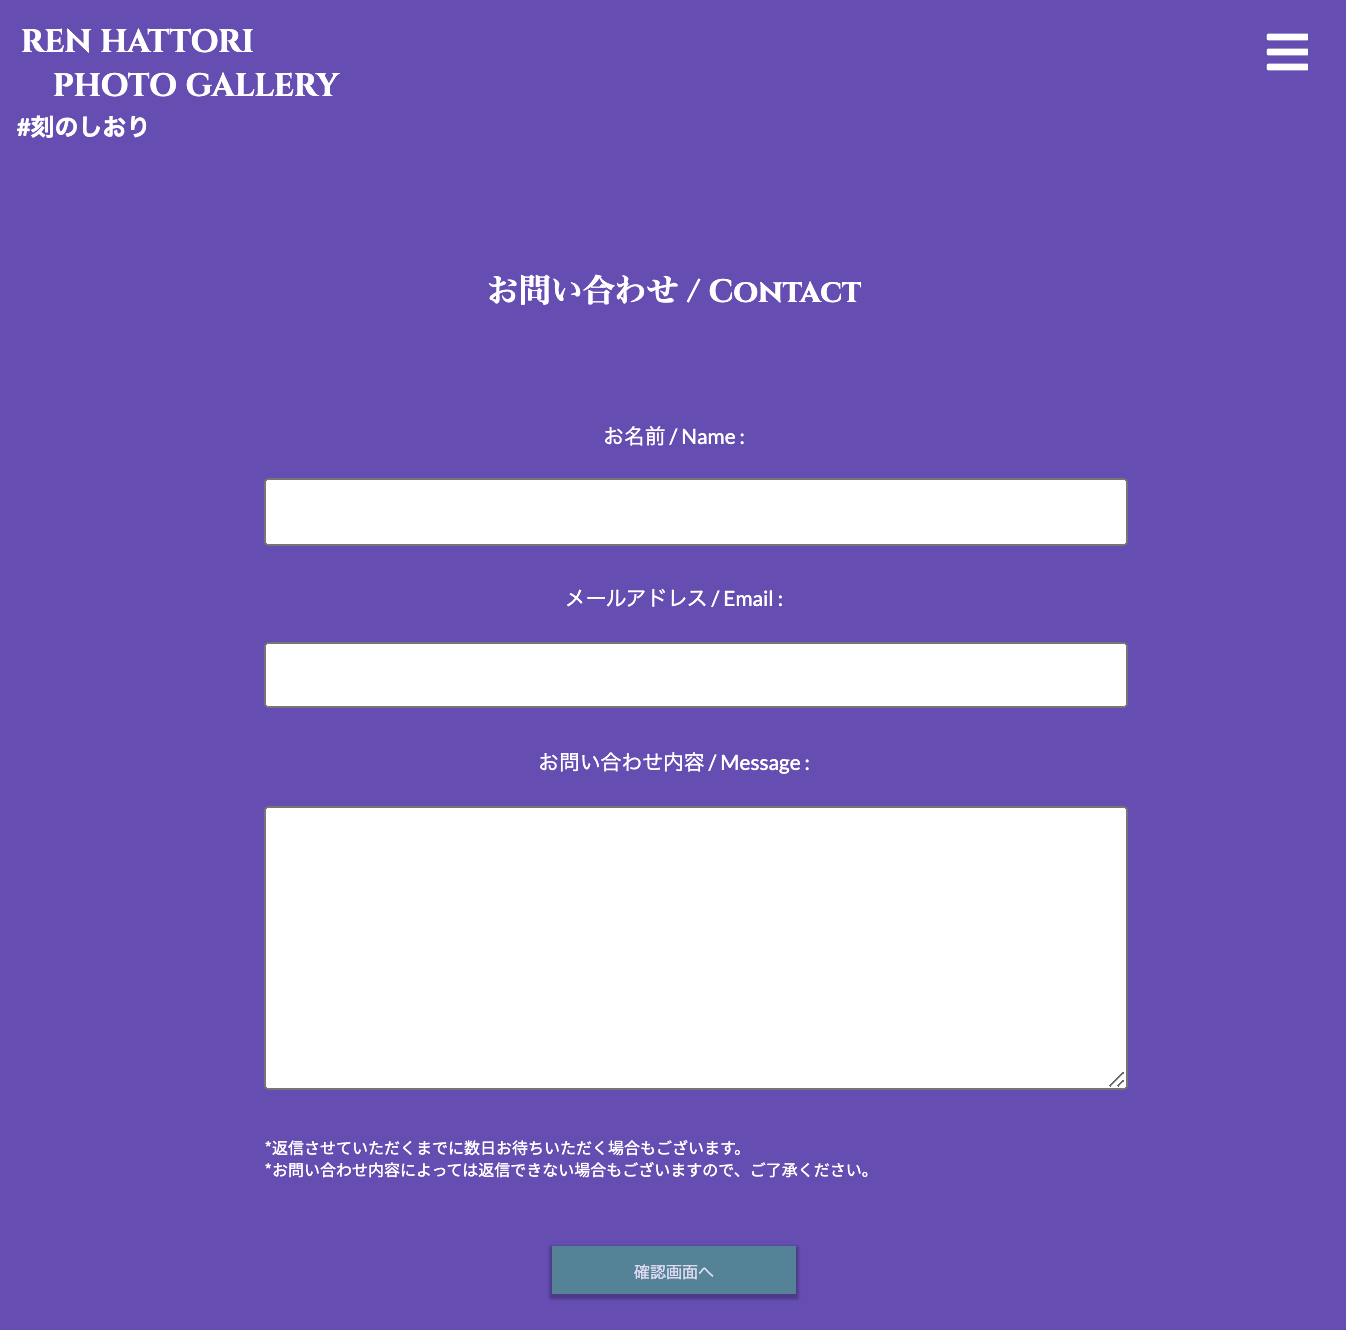 REN HATTORI
PHOTO GALLERY
#刻のしおり
お問い合わせ / Contact
お名前 / Name :
メールアドレス / Email :
お問い合わせ内容 / Message :
*返信させていただくまでに数日お待ちいただく場合もございます。
*お問い合わせ内容によっては返信できない場合もございますので、ご了承ください。
確認画面へ